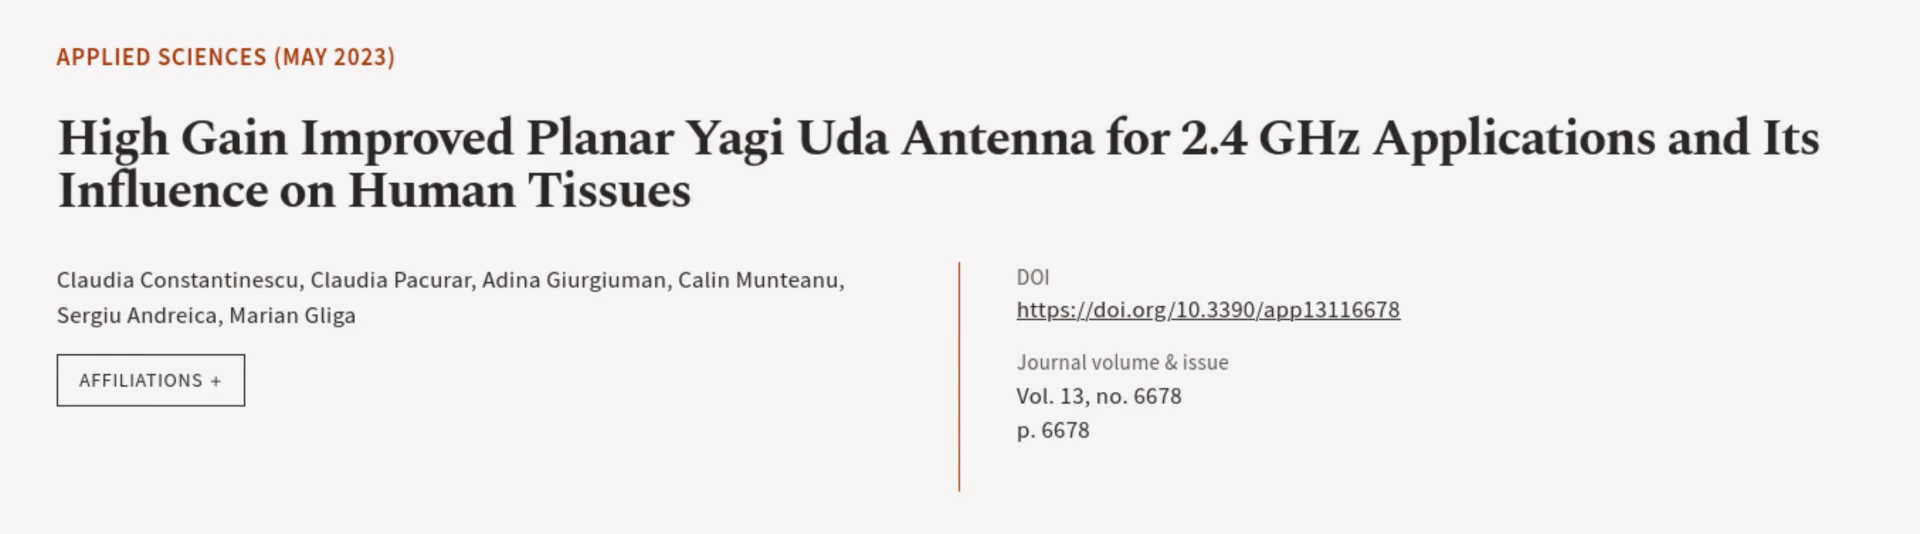 APPLIED SCIENCES (MAY 2023)
High Gain Improved Planar Yagi Uda Antenna for 2.4 GHz Applications and Its
Influence on Human Tissues
Claudia Constantinescu, Claudia Pacurar, Adina Giurgiuman, Calin Munteanu,
Sergiu Andreica, Marian Gliga
AFFILIATIONS +
DOI
https://doi.org/10.3390/app13116678
Journal volume & issue
Vol. 13, no. 6678
p. 6678